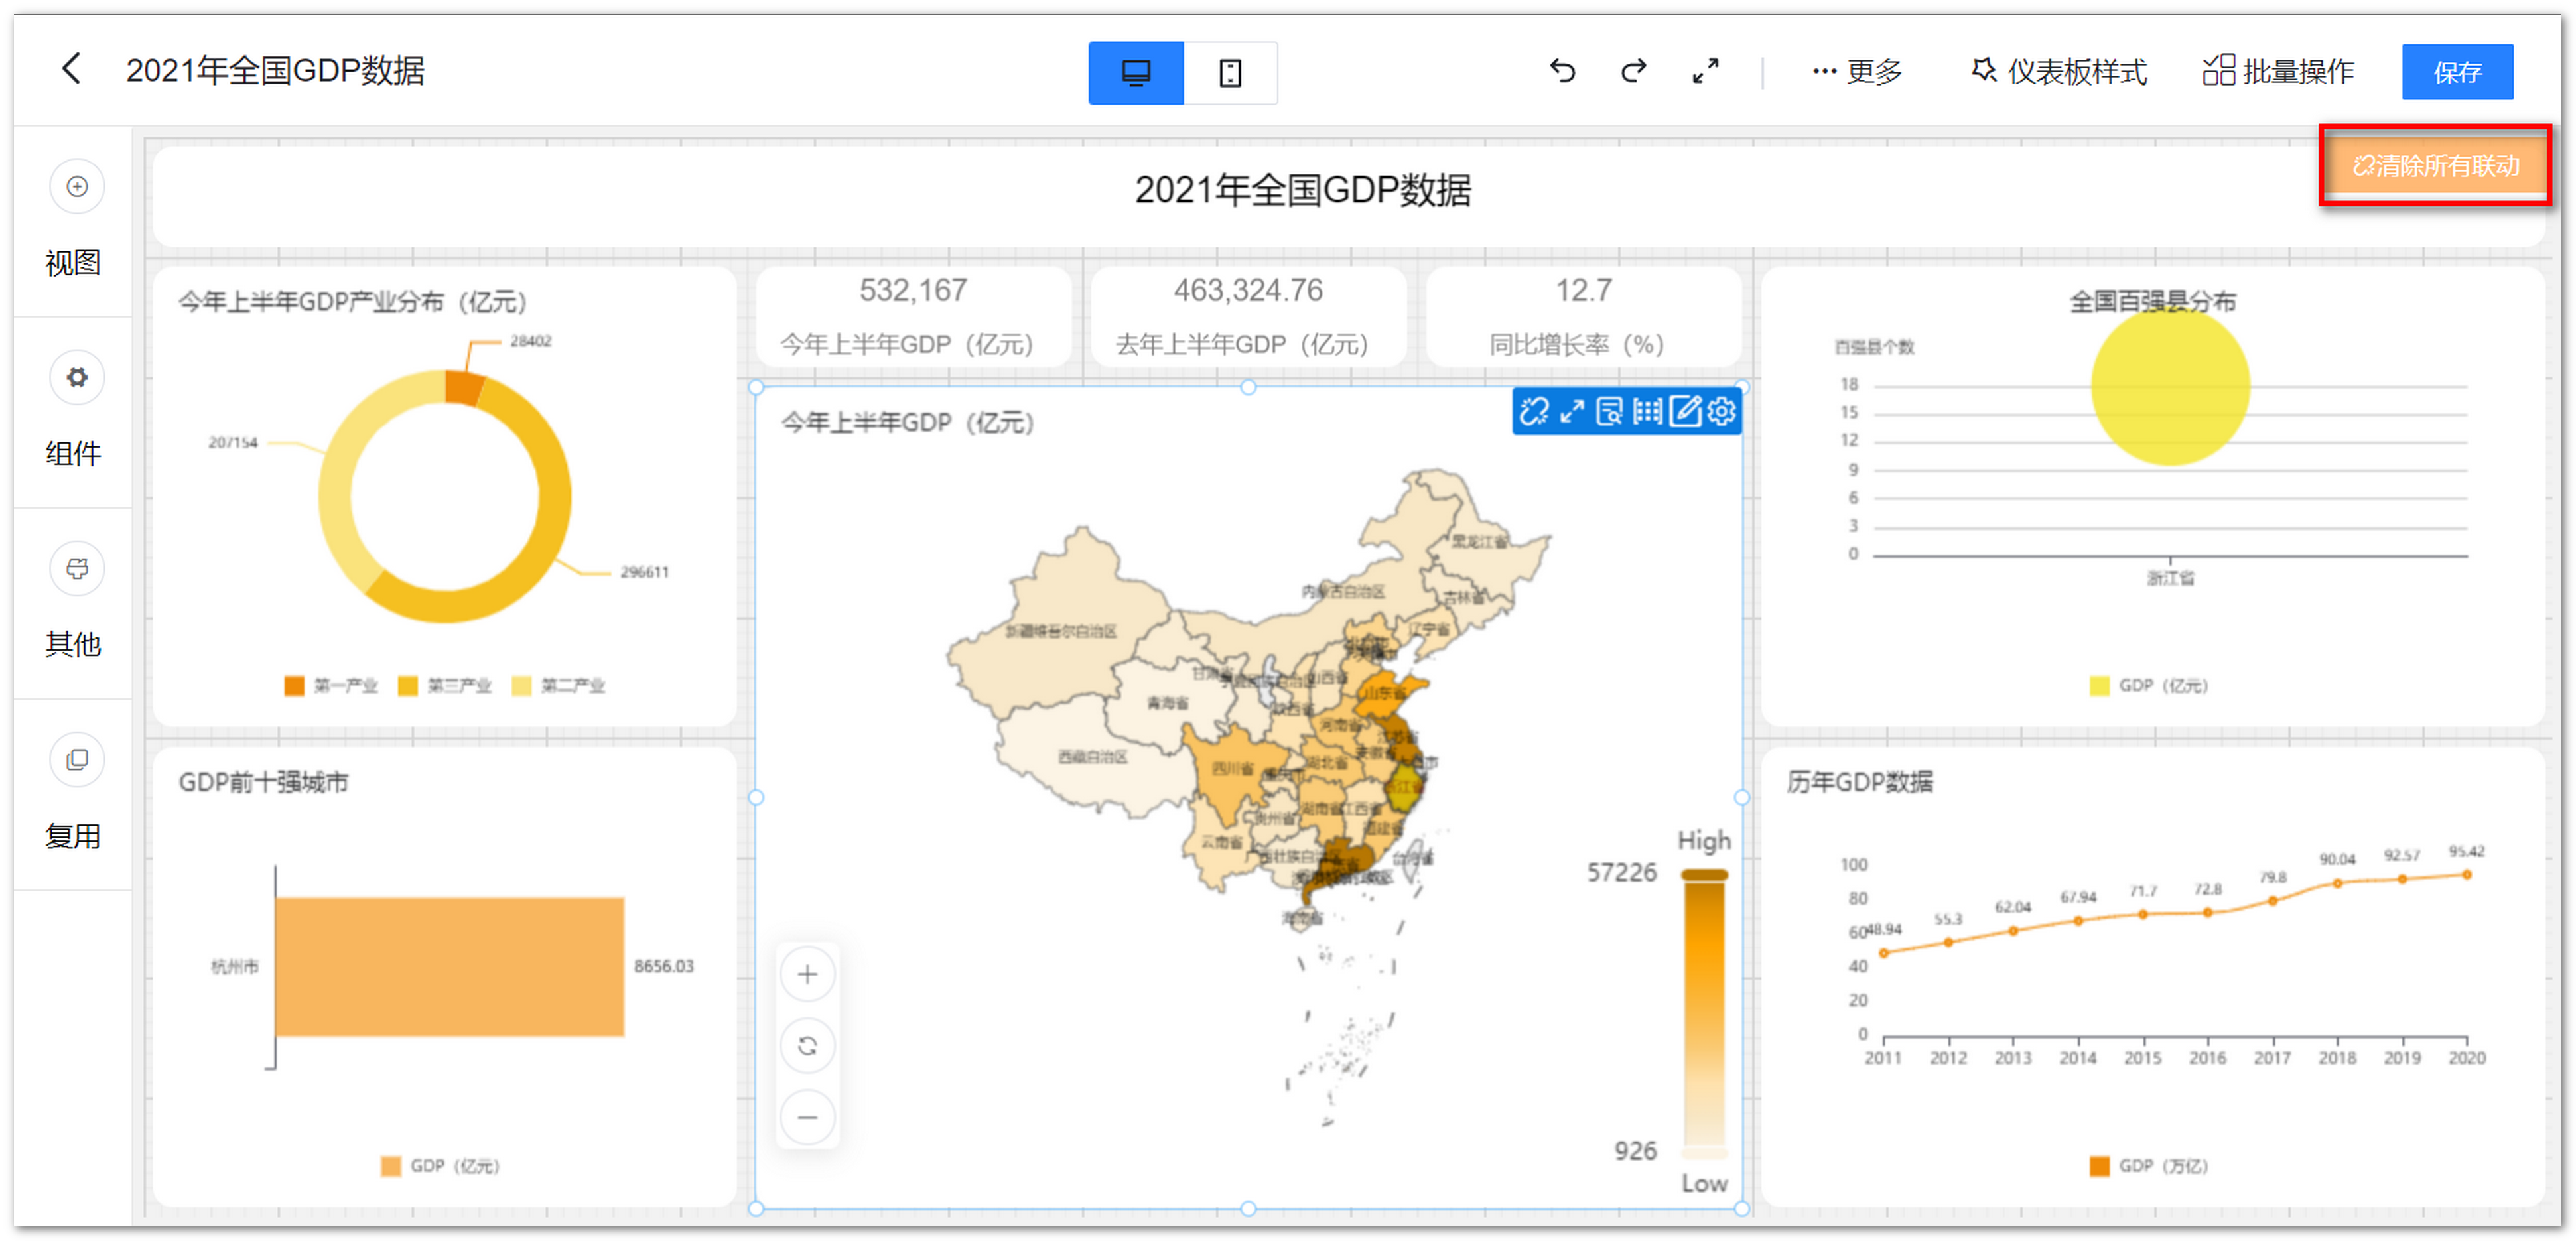 2021年全国GDP数据
更多
仪表板样式
批量操作
保存
清除所有联动
视图
组件
其他
复用
2021年全国GDP数据
今年上半年GDP产业分布（亿元）
28402
207154
296611
第一产业 第三产业 第二产业
532,167
今年上半年GDP（亿元）
463,324.76
去年上半年GDP（亿元）
12.7
同比增长率（%）
全国百强县分布
百强县个数
18
15
12
9
6
3
0
浙江省
GDP（亿元）
GDP前十强城市
杭州市
8656.03
GDP（亿元）
今年上半年GDP（亿元）
黑龙江省
内蒙古自治区
吉林省
新疆维吾尔自治区
辽宁省
甘肃省
山西省
山东省
青海省
陕西省
河南省
江苏省
西藏自治区
安徽省
四川省
湖北省
浙江省
湖南省
江西省
贵州省
福建省
云南省
广西壮族自治区
台湾省
海南省
High
57226
926
Low
历年GDP数据
100
80
60
40
20
0
48.94
55.3
62.04
67.94
71.7
72.8
79.8
90.04
92.57
95.42
2011 2012 2013 2014 2015 2016 2017 2018 2019 2020
GDP（万亿）